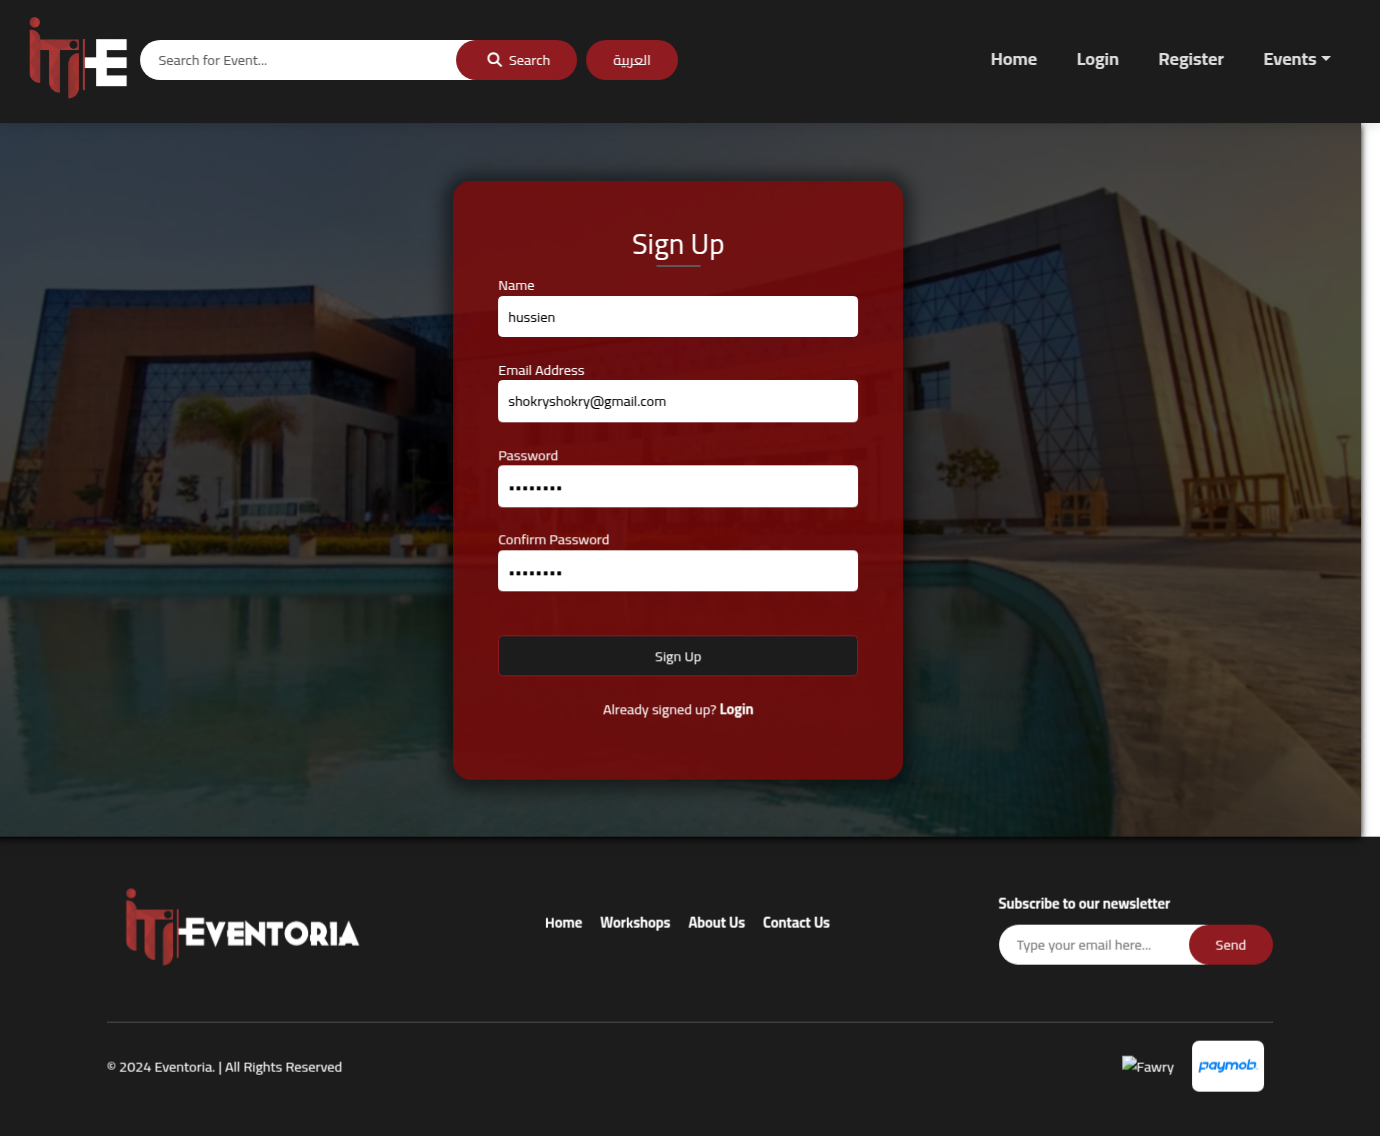 iTi-E
Search for Event...
Search
العربية
Home Login Register Events
Sign Up
Name
hussien
Email Address
shokryshokry@gmail.com
Password
••••••••
Confirm Password
••••••••
Sign Up
Already signed up? Login
iTi-EVENTORIA
Home Workshops About Us Contact Us
Subscribe to our newsletter
Type your email here...
Send
© 2024 Eventoria. | All Rights Reserved
Fawry
paymob